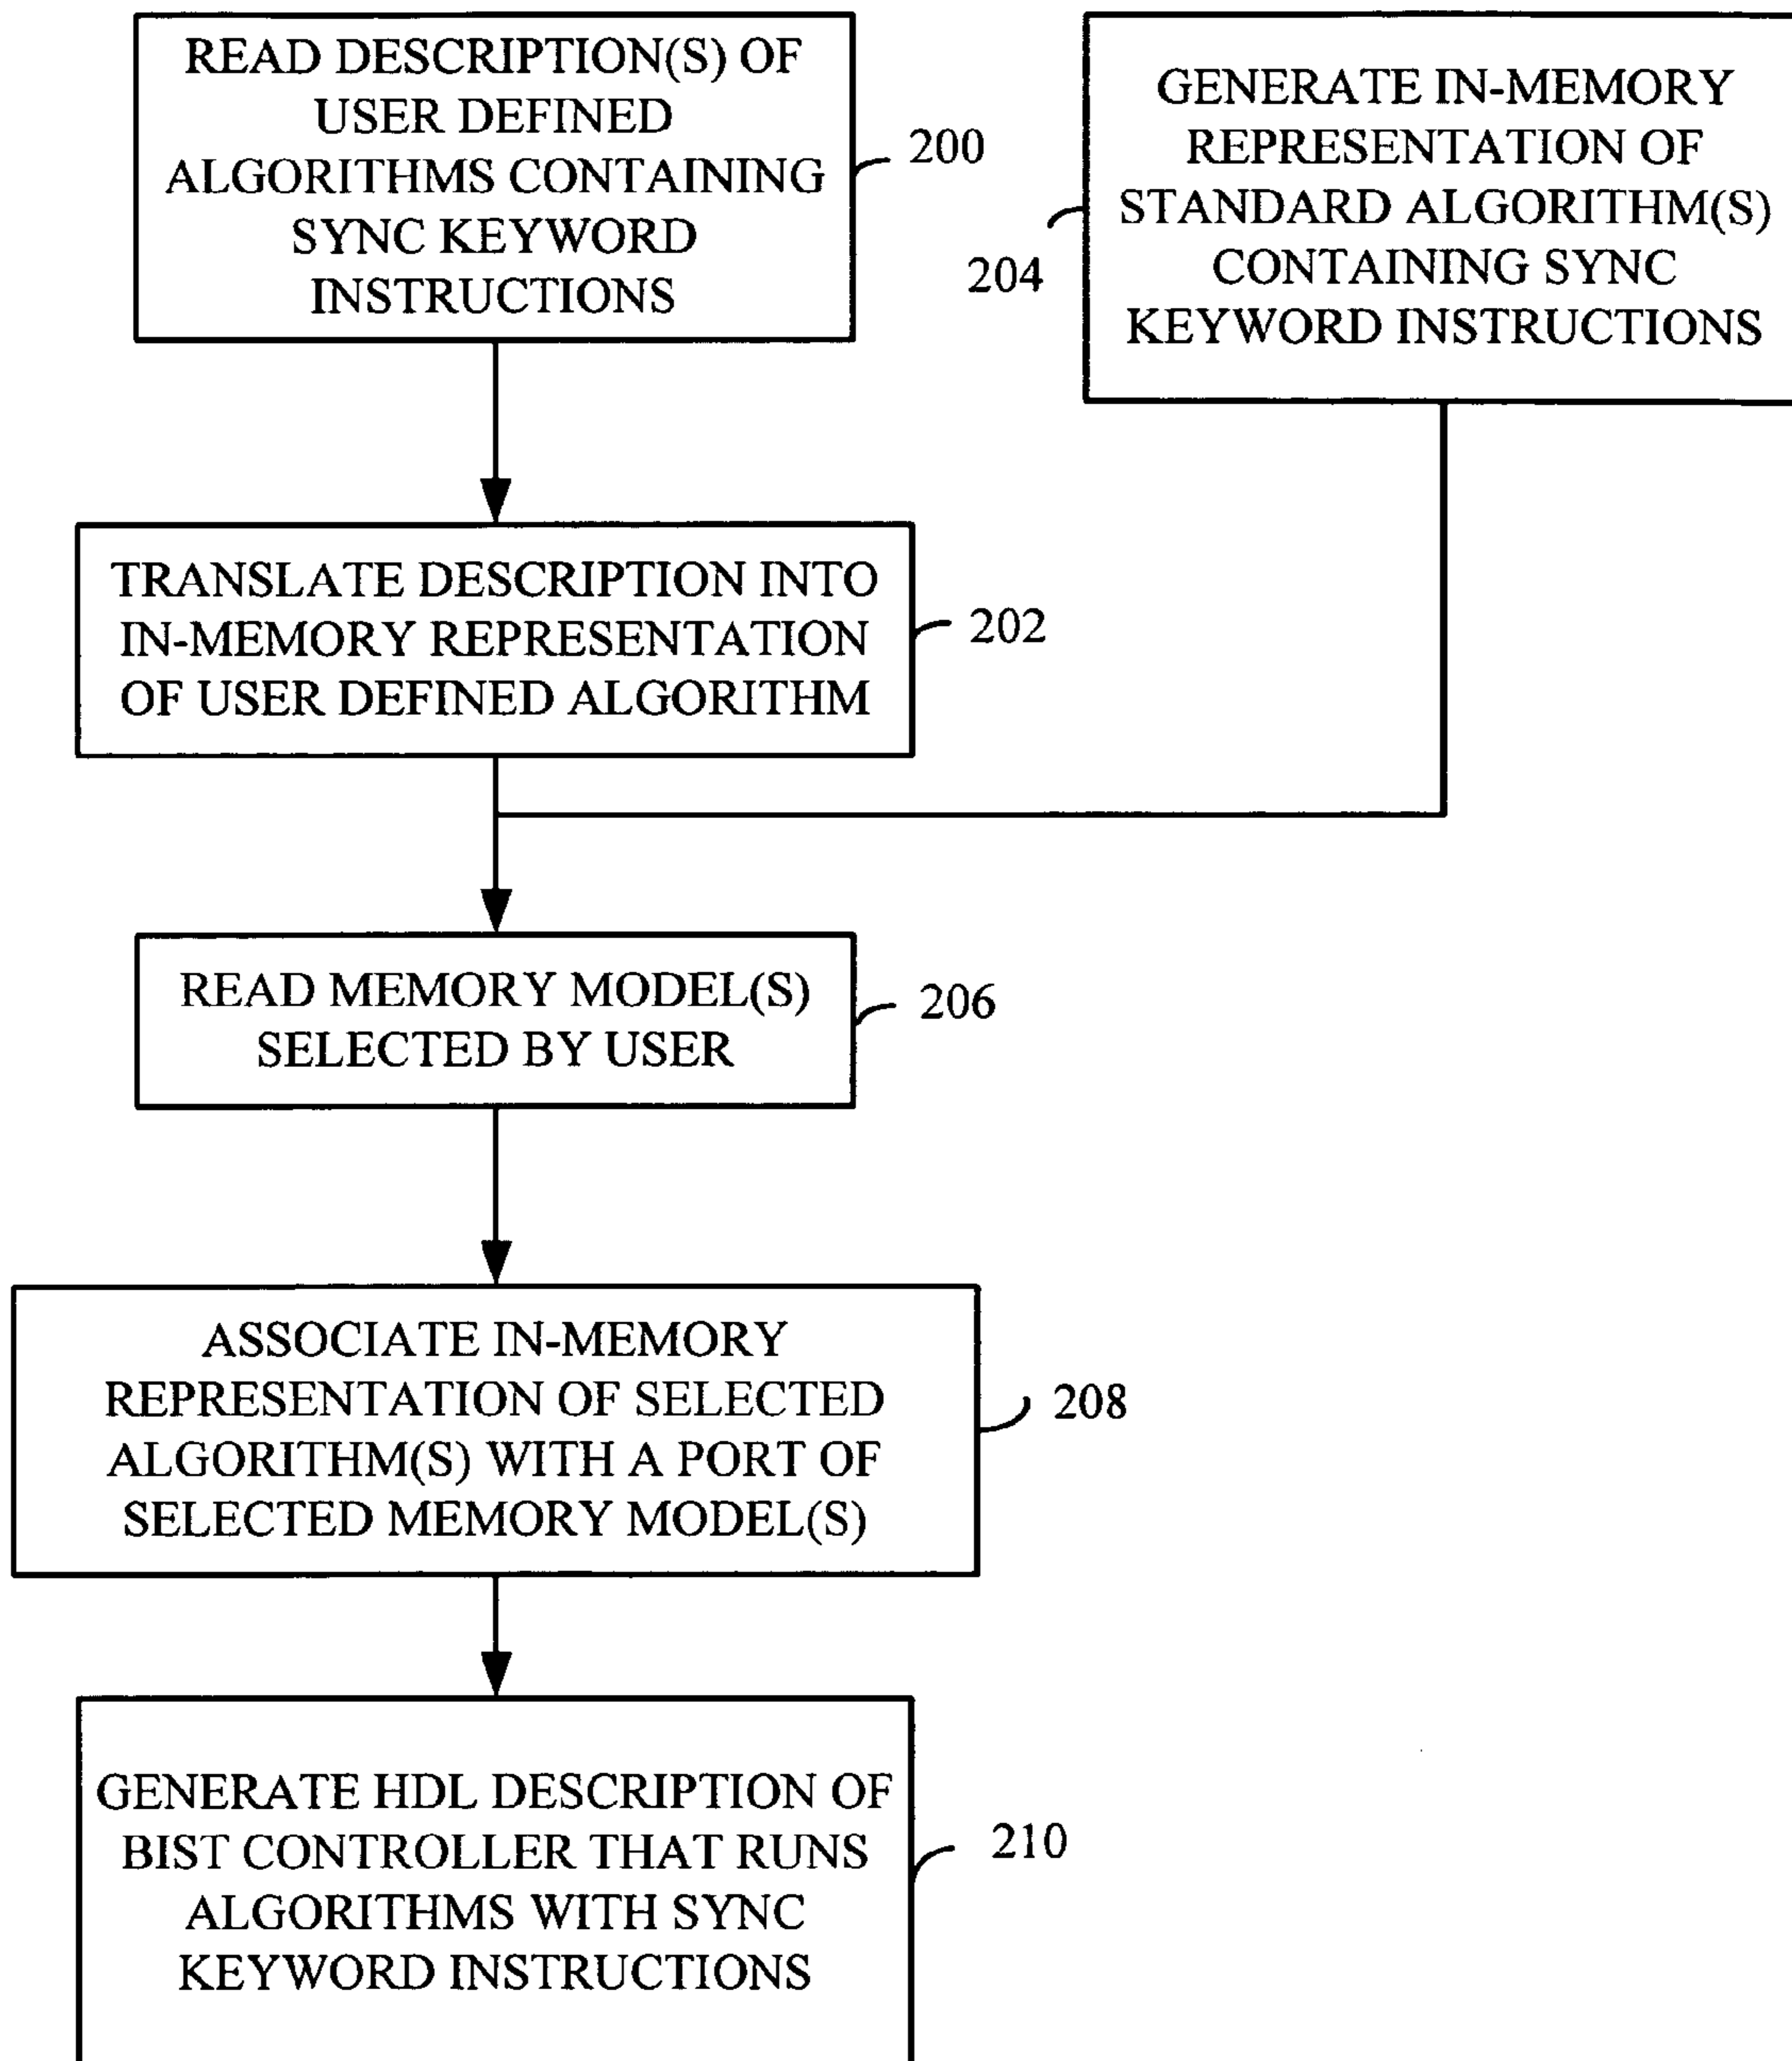 READ DESCRIPTION(S) OF
USER DEFINED
ALGORITHMS CONTAINING
SYNC KEYWORD
INSTRUCTIONS
200
GENERATE IN-MEMORY
REPRESENTATION OF
STANDARD ALGORITHM(S)
CONTAINING SYNC
KEYWORD INSTRUCTIONS
204
TRANSLATE DESCRIPTION INTO
IN-MEMORY REPRESENTATION
OF USER DEFINED ALGORITHM
202
READ MEMORY MODEL(S)
SELECTED BY USER
206
ASSOCIATE IN-MEMORY
REPRESENTATION OF SELECTED
ALGORITHM(S) WITH A PORT OF
SELECTED MEMORY MODEL(S)
208
GENERATE HDL DESCRIPTION OF
BIST CONTROLLER THAT RUNS
ALGORITHMS WITH SYNC
KEYWORD INSTRUCTIONS
210